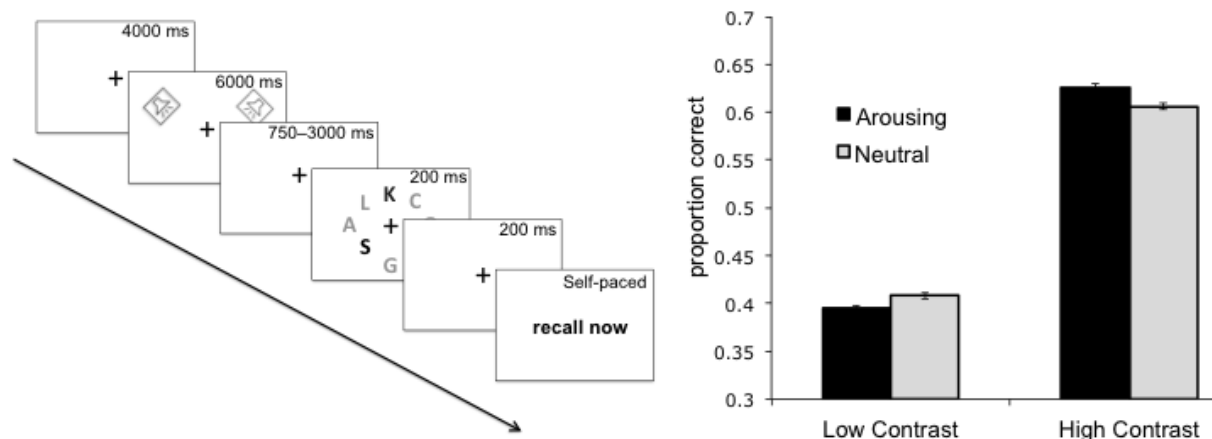 4000 ms
6000 ms
750–3000 ms
200 ms
K
L
C
A
S
G
200 ms
Self-paced
recall now
0.7
0.65
0.6
0.55
0.5
0.45
0.4
0.35
0.3
proportion correct
Arousing
Neutral
Low Contrast
High Contrast